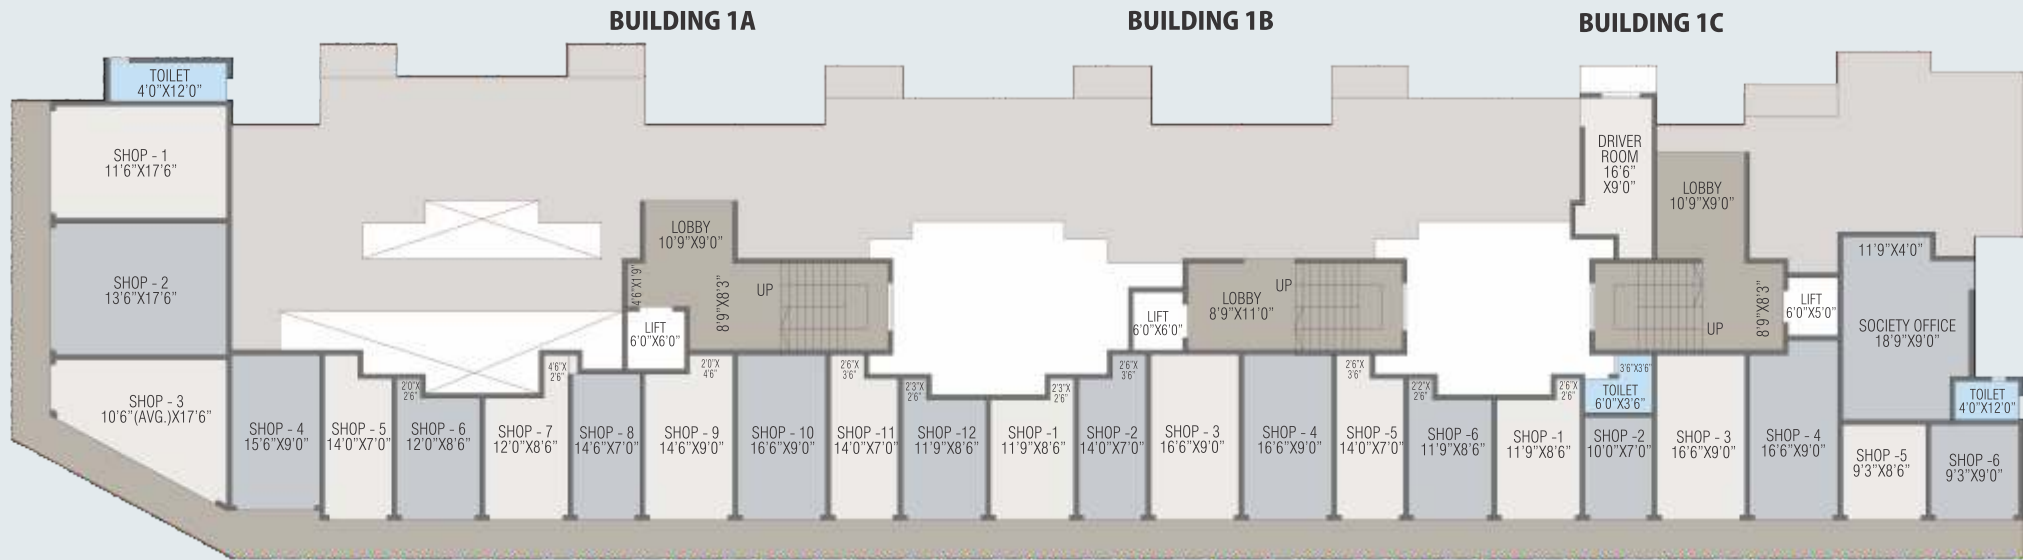 BUILDING 1A
BUILDING 1B
BUILDING 1C
TOILET
4'0"X12'0"
SHOP - 1
11'6"X17'6"
SHOP - 2
13'6"X17'6"
SHOP - 3
10'6"(AVG.)X17'6"
LOBBY
10'9"X9'0"
4'6"X1'9"
8'9"X8'3"
UP
LIFT
6'0"X6'0"
LIFT
6'0"X6'0"
LOBBY
8'9"X11'0"
UP
DRIVER
ROOM
16'6"
X9'0"
LOBBY
10'9"X9'0"
UP
8'9"X8'3"
LIFT
6'0"X5'0"
11'9"X4'0"
SOCIETY OFFICE
18'9"X9'0"
TOILET
4'0"X12'0"
SHOP - 4
15'6"X9'0"
SHOP - 5
14'0"X7'0"
2'0"X
2'6"
SHOP - 6
12'0"X8'6"
SHOP - 7
12'0"X8'6"
4'6"X
2'6"
SHOP - 8
14'6"X7'0"
2'0"X
4'6"
SHOP - 9
14'6"X9'0"
SHOP - 10
16'6"X9'0"
2'6"X
3'6"
SHOP -11
14'0"X7'0"
2'3"X
2'6"
SHOP -12
11'9"X8'6"
2'3"X
2'6"
SHOP -1
11'9"X8'6"
2'6"X
3'6"
SHOP -2
14'0"X7'0"
SHOP - 3
16'6"X9'0"
SHOP - 4
16'6"X9'0"
2'6"X
3'6"
SHOP -5
14'0"X7'0"
2'2"X
2'6"
SHOP -6
11'9"X8'6"
2'6"X
2'6"
SHOP -1
11'9"X8'6"
3'6"X3'6"
TOILET
6'0"X3'6"
SHOP -2
10'0"X7'0"
SHOP - 3
16'6"X9'0"
SHOP - 4
16'6"X9'0"
SHOP -5
9'3"X8'6"
SHOP -6
9'3"X9'0"